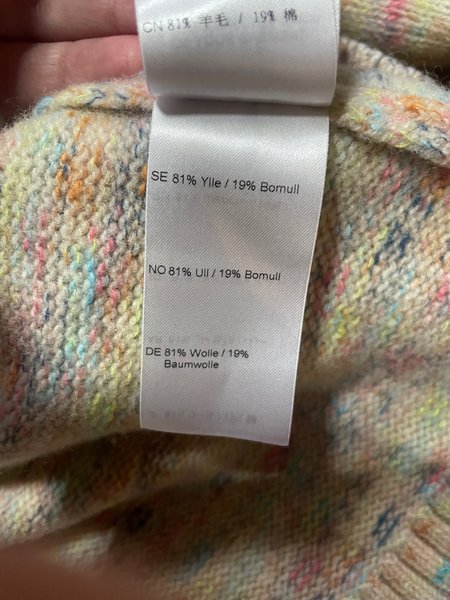 CN 81% 羊毛 / 19% 棉
SE 81% Ylle / 19% Bomull
NO 81% Ull / 19% Bomull
DE 81% Wolle / 19%
Baumwolle